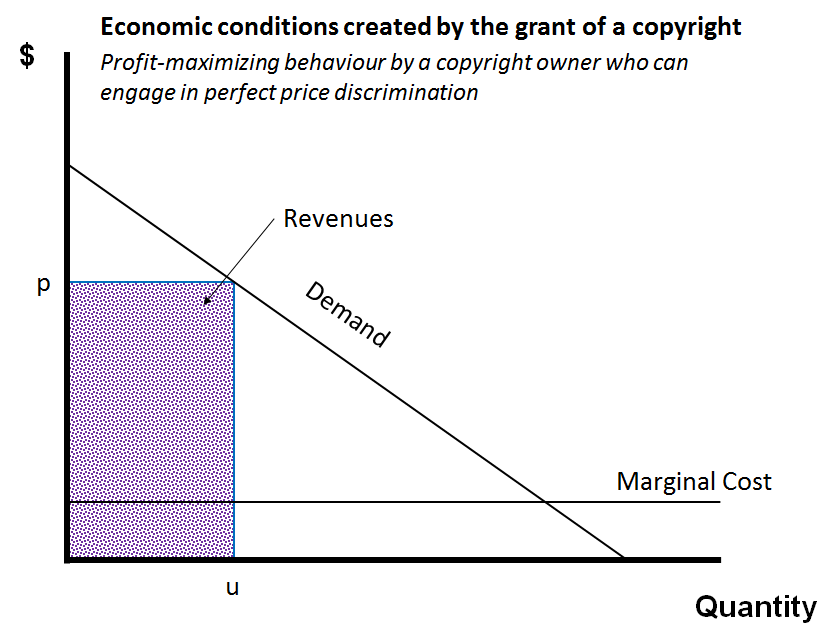 Economic conditions created by the grant of a copyright
$
Profit-maximizing behaviour by a copyright owner who can
engage in perfect price discrimination
Revenues
p
Demand
Marginal Cost
u
Quantity